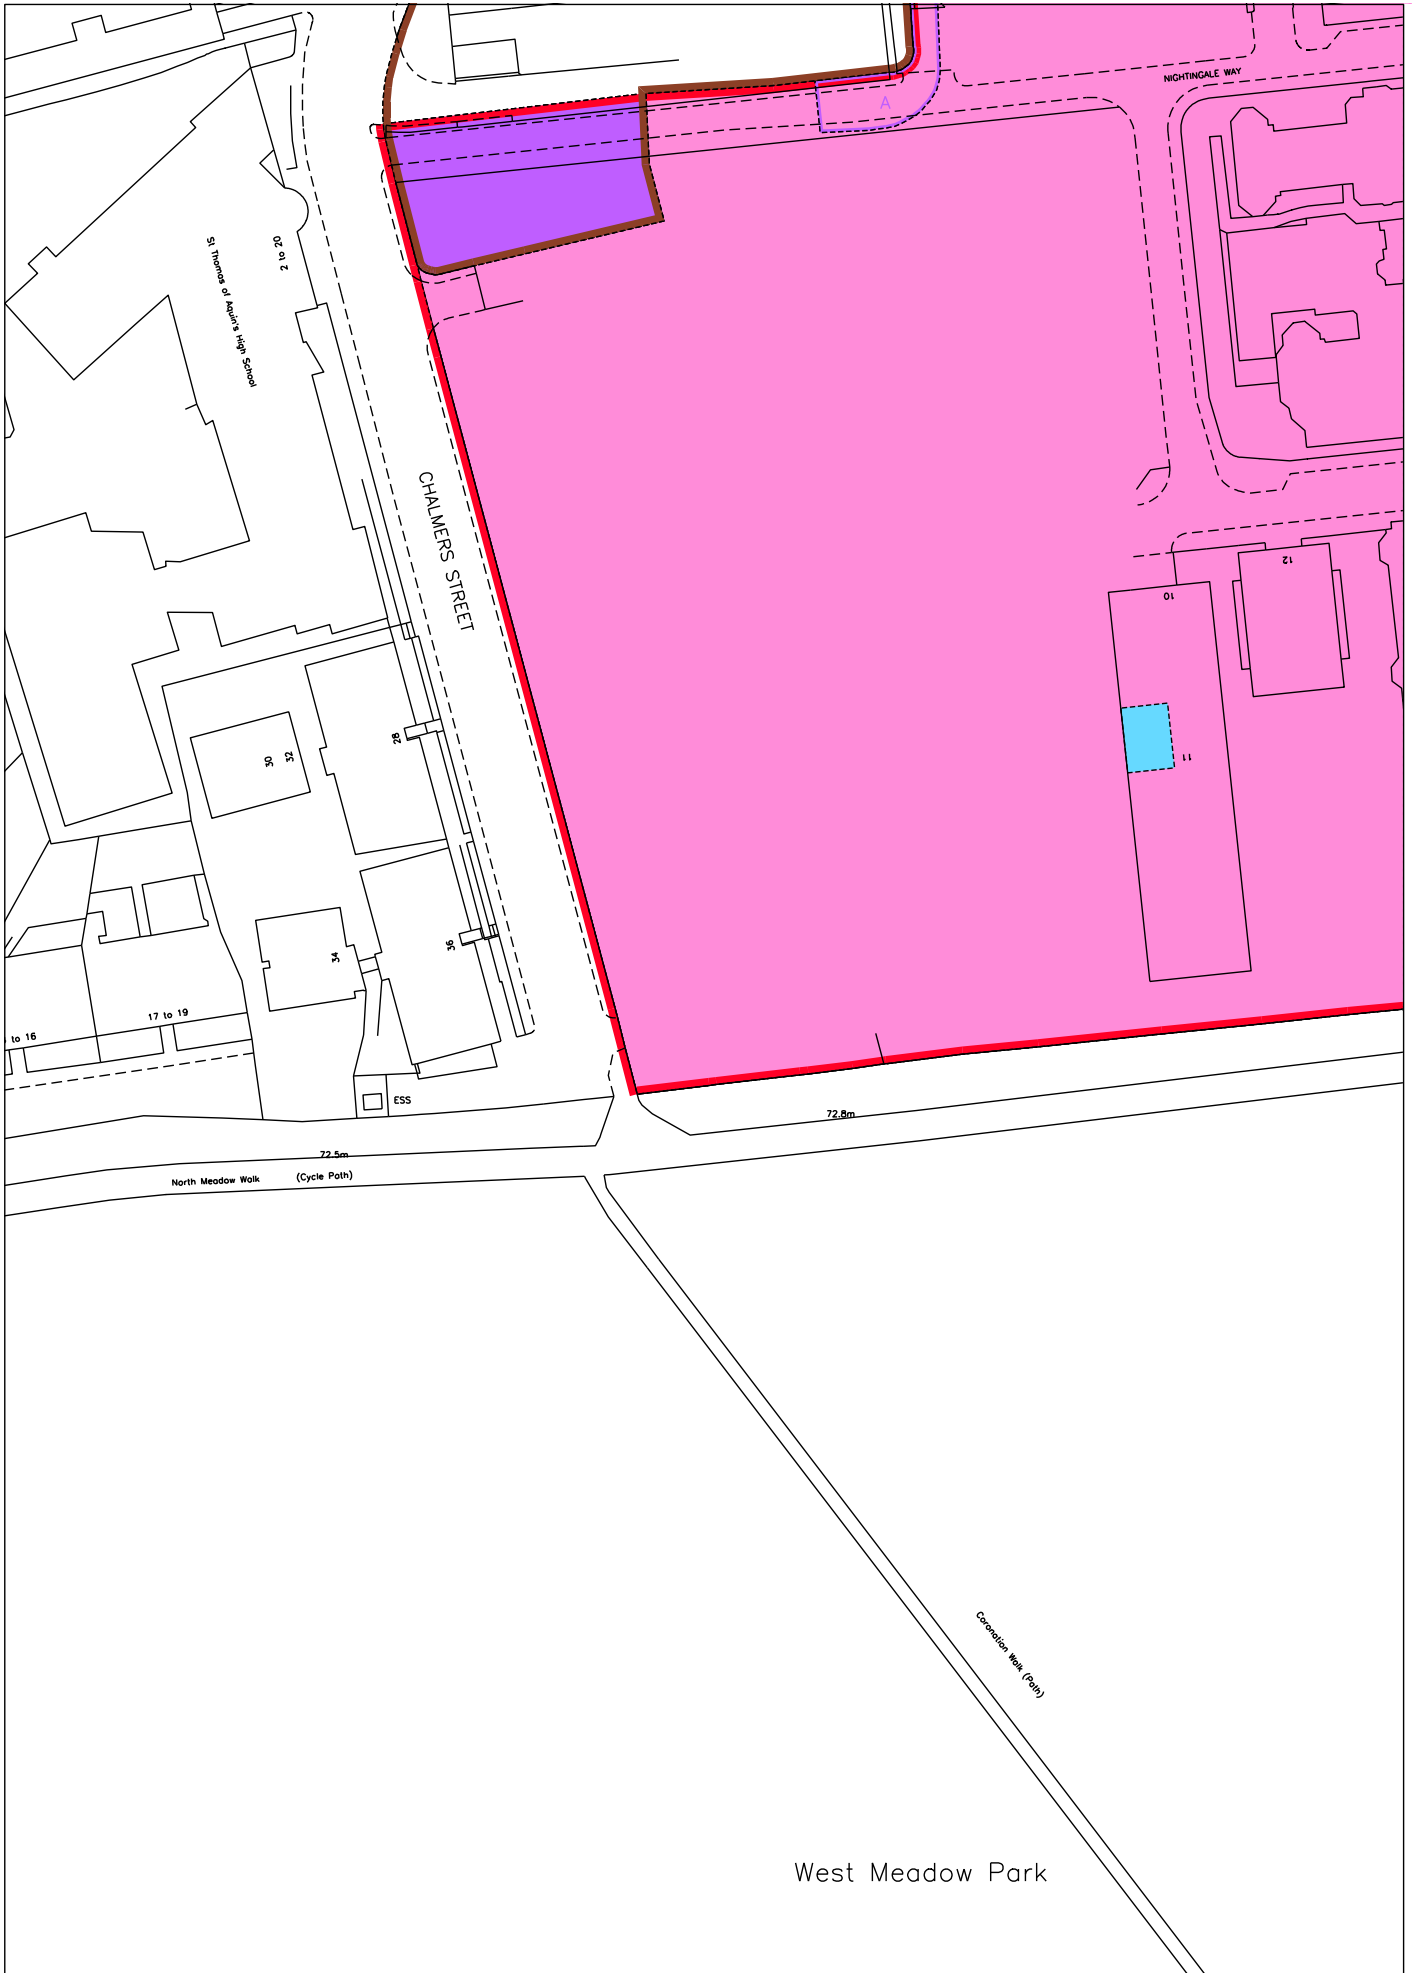 NIGHTINGALE WAY
A
2 to 20
St Thomas of Aquin's High School
CHALMERS STREET
12
10
11
28
30
32
36
34
17 to 19
to 16
ESS
72.8m
72.5m
North Meadow Walk
(Cycle Path)
Coronation Walk (Path)
West Meadow Park